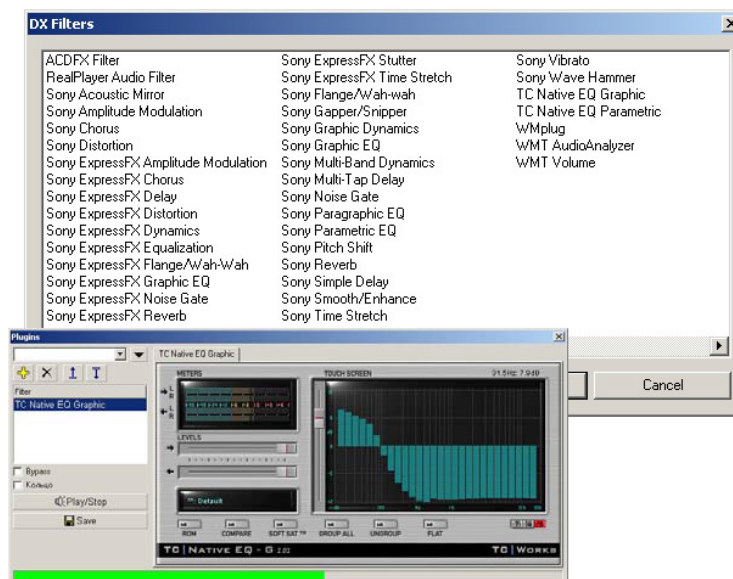 DX Filters
ACDFX Filter
RealPlayer Audio Filter
Sony Acoustic Mirror
Sony Amplitude Modulation
Sony Chorus
Sony Distortion
Sony ExpressFX Amplitude Modulation
Sony ExpressFX Chorus
Sony ExpressFX Delay
Sony ExpressFX Distortion
Sony ExpressFX Dynamics
Sony ExpressFX Equalization
Sony ExpressFX Flange/Wah-Wah
Sony ExpressFX Graphic EQ
Sony ExpressFX Noise Gate
Sony ExpressFX Reverb
Sony ExpressFX Stutter
Sony ExpressFX Time Stretch
Sony Flange/Wah-wah
Sony Gapper/Snipper
Sony Graphic Dynamics
Sony Graphic EQ
Sony Multi-Band Dynamics
Sony Multi-Tap Delay
Sony Noise Gate
Sony Paragraphic EQ
Sony Parametric EQ
Sony Pitch Shift
Sony Reverb
Sony Simple Delay
Sony Smooth/Enhance
Sony Time Stretch
Sony Vibrato
Sony Wave Hammer
TC Native EQ Graphic
TC Native EQ Parametric
WMplug
WMT AudioAnalyzer
WMT Volume
Cancel
Plugins
TC Native EQ Graphic
Filter
TC Native EQ Graphic
Bypass
Кольцо
Play/Stop
Save
METERS
L
R
L
R
LEVELS
Default
TOUCH SCREEN
31.5Hz: 7.9dB
ROM
COMPARE
SOFT SAT ™
GROUP ALL
UNGROUP
FLAT
TC | NATIVE EQ - G
TC | WORKS